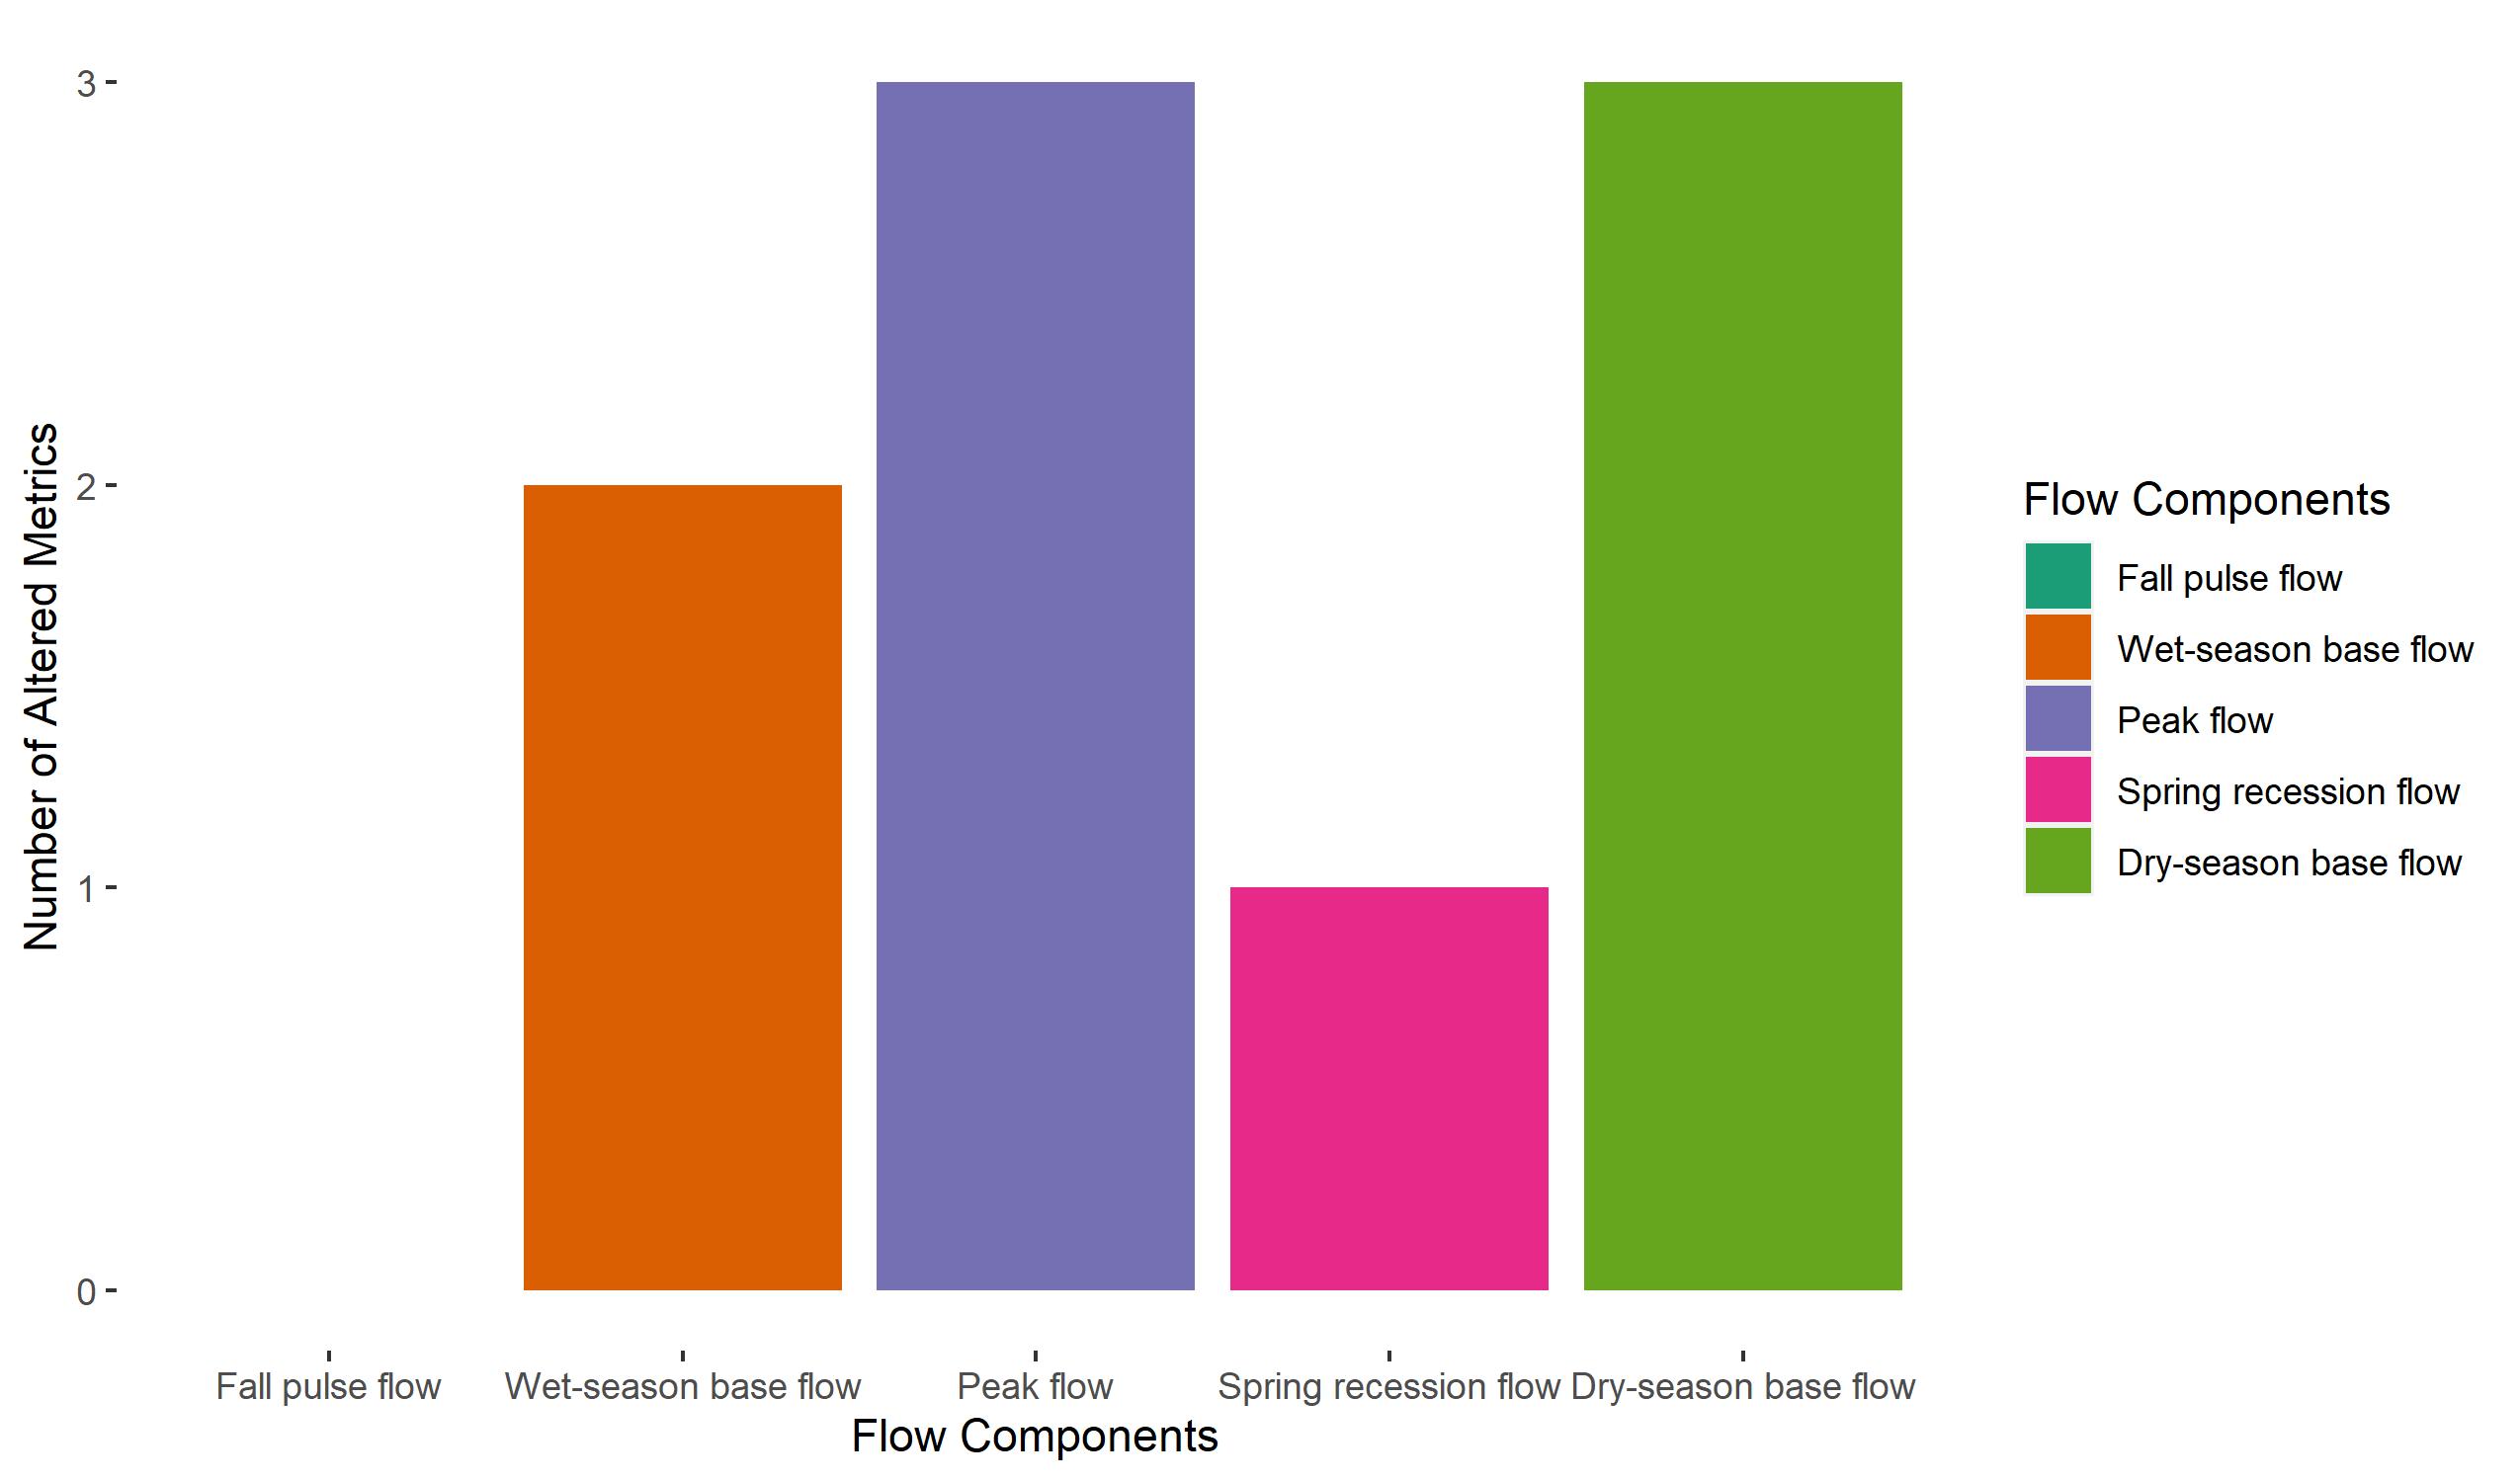 3
2
1
0
Number of Altered Metrics
Fall pulse flow
Wet-season base flow
Peak flow
Spring recession flow
Dry-season base flow
Flow Components
Flow Components
Fall pulse flow
Wet-season base flow
Peak flow
Spring recession flow
Dry-season base flow